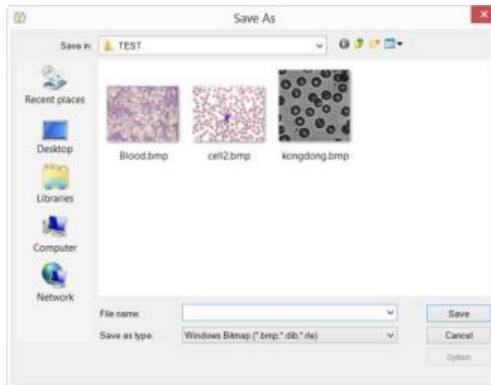 Save As
Save in:
TEST
Recent places
Desktop
Libraries
Computer
Network
Blood.bmp
cell2.bmp
kongdong.bmp
File name:
Save
Save as type:
Windows Bitmap (*.bmp,*.dib,*.rle)
Cancel
Option